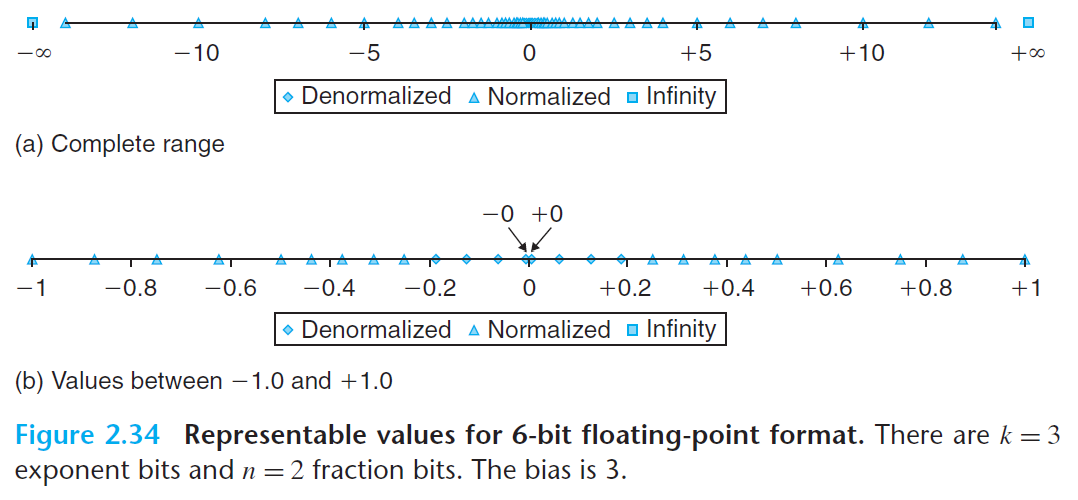 −∞ −10 −5 0 +5 +10 +∞
Denormalized Normalized Infinity
(a) Complete range
−0 +0
−1 −0.8 −0.6 −0.4 −0.2 0 +0.2 +0.4 +0.6 +0.8 +1
Denormalized Normalized Infinity
(b) Values between −1.0 and +1.0
Figure 2.34 Representable values for 6-bit floating-point format. There are k = 3
exponent bits and n = 2 fraction bits. The bias is 3.